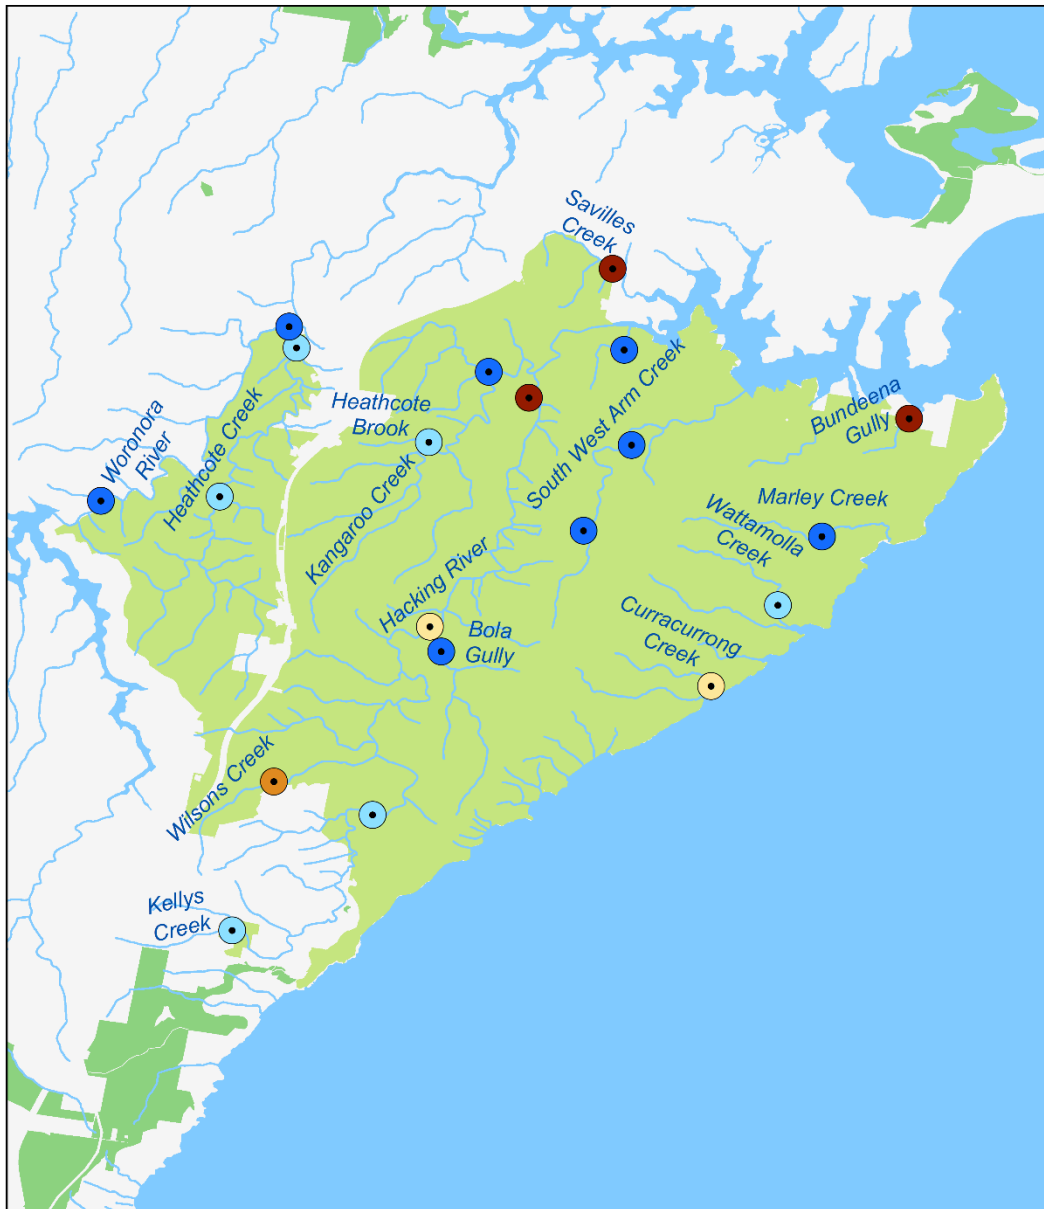 Savilles
Creek
South West Arm Creek
Heathcote
Brook
Bundeena
Gully
Woronora
River
Heathcote Creek
Kangaroo Creek
Marley Creek
Wattamolla
Creek
Hacking River
Bola
Gully
Curracurrong
Creek
Wilsons Creek
Kellys
Creek